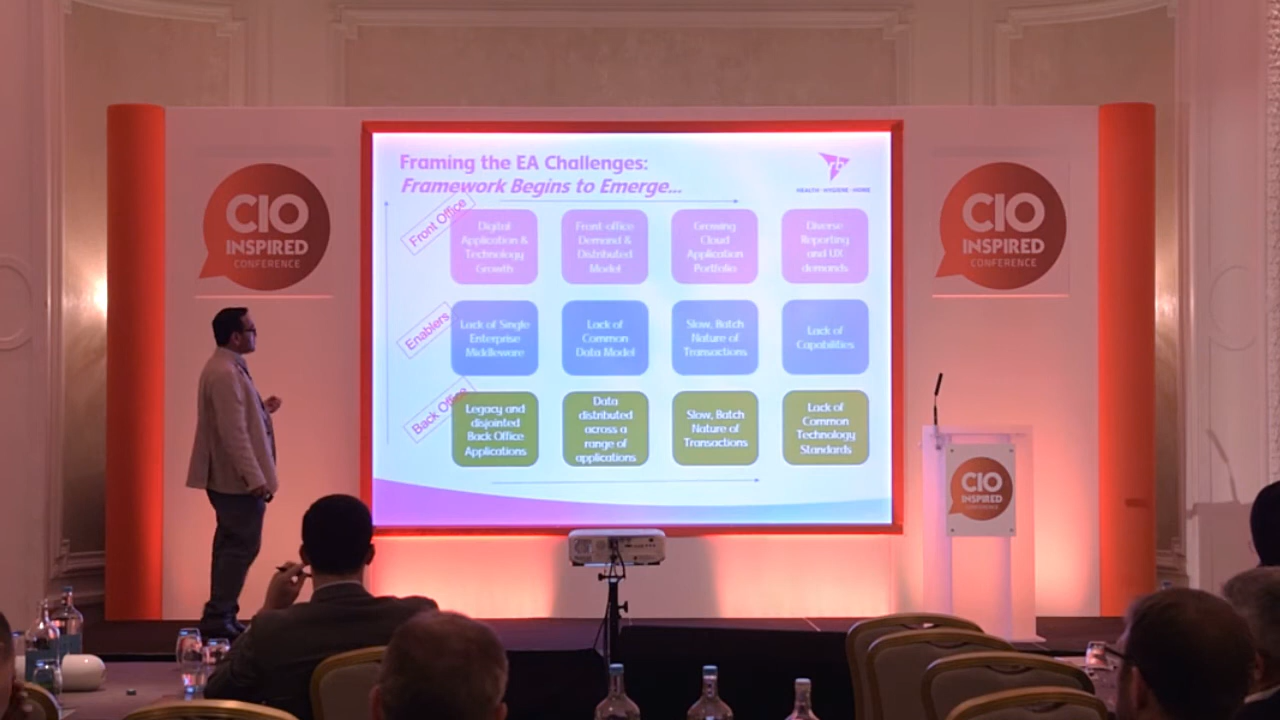 Framing the EA Challenges:
Framework Begins to Emerge...
rb
HEALTH • HYGIENE • HOME
CIO
INSPIRED
CONFERENCE
CIO
INSPIRED
CONFERENCE
Front Office
Digital
Application &
Technology
Growth
Front-office
Demand &
Distributed
Model
Growing
Cloud
Application
Portfolio
Diverse
Reporting
and UX
demands
Enablers
Lack of Single
Enterprise
Middleware
Lack of
Common
Data Model
Slow, Batch
Nature of
Transactions
Lack of
Capabilities
Back Office
Legacy and
disjointed
Back Office
Applications
Data
distributed
across a
range of
applications
Slow, Batch
Nature of
Transactions
Lack of
Common
Technology
Standards
CIO
INSPIRED
CONFERENCE